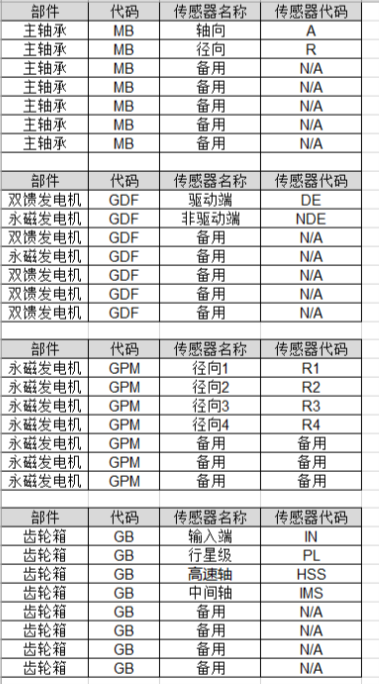 部件 代码 传感器名称 传感器代码
主轴承 MB 轴向 A
主轴承 MB 径向 R
主轴承 MB 备用 N/A
主轴承 MB 备用 N/A
主轴承 MB 备用 N/A
主轴承 MB 备用 N/A
主轴承 MB 备用 N/A
部件 代码 传感器名称 传感器代码
双馈发电机 GDF 驱动端 DE
永磁发电机 GDF 非驱动端 NDE
双馈发电机 GDF 备用 N/A
永磁发电机 GDF 备用 N/A
双馈发电机 GDF 备用 N/A
双馈发电机 GDF 备用 N/A
双馈发电机 GDF 备用 N/A
部件 代码 传感器名称 传感器代码
永磁发电机 GPM 径向1 R1
永磁发电机 GPM 径向2 R2
永磁发电机 GPM 径向3 R3
永磁发电机 GPM 径向4 R4
永磁发电机 GPM 备用 备用
永磁发电机 GPM 备用 备用
永磁发电机 GPM 备用 备用
部件 代码 传感器名称 传感器代码
齿轮箱 GB 输入端 IN
齿轮箱 GB 行星级 PL
齿轮箱 GB 高速轴 HSS
齿轮箱 GB 中间轴 IMS
齿轮箱 GB 备用 N/A
齿轮箱 GB 备用 N/A
齿轮箱 GB 备用 N/A
齿轮箱 GB 备用 N/A